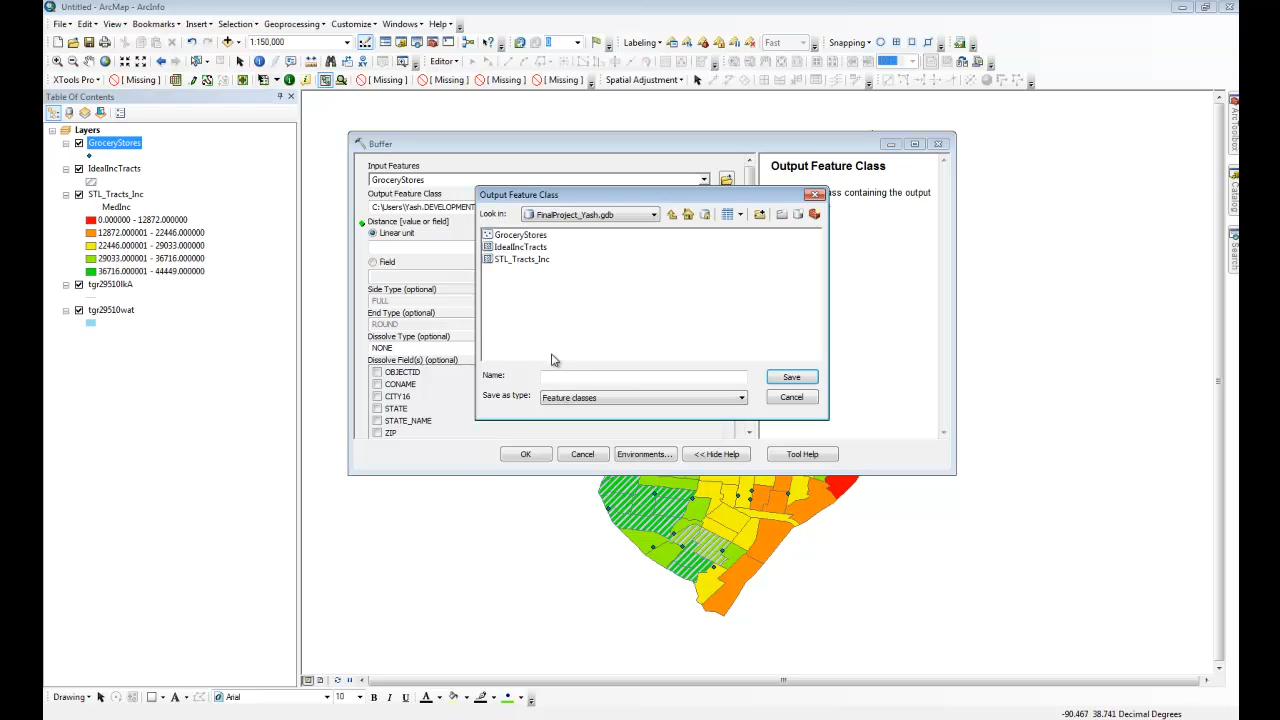 Untitled - ArcMap - ArcInfo
File Edit View Bookmarks Insert Selection Geoprocessing Customize Windows Help
1:150,000
Labeling
Fast
Snapping
Editor
XTools Pro
[ Missing ]
[ Missing ]
[ Missing ]
[ Missing ]
[ Missing ]
Spatial Adjustment
Table Of Contents
Layers
GroceryStores
IdealIncTracts
STL_Tracts_Inc
MedInc
0.000000 - 12872.000000
12872.000001 - 22446.000000
22446.000001 - 29033.000000
29033.000001 - 36716.000000
36716.000001 - 44449.000000
tgr29510lkA
tgr29510wat
Buffer
Input Features
GroceryStores
Output Feature Class
C:\Users\Yash.DEVELOPMENT
Distance [value or field]
Linear unit
Field
Side Type (optional)
FULL
End Type (optional)
ROUND
Dissolve Type (optional)
NONE
Dissolve Field(s) (optional)
OBJECTID
CONAME
CITY16
STATE
STATE_NAME
ZIP
OK
Cancel
Environments...
<< Hide Help
Tool Help
Output Feature Class
class containing the output
Output Feature Class
Look in:
FinalProject_Yash.gdb
GroceryStores
IdealIncTracts
STL_Tracts_Inc
Name:
Save
Save as type:
Feature classes
Cancel
ArcToolbox
Catalog
Search
Drawing
Arial
10
B I U A
-90.467 38.741 Decimal Degrees